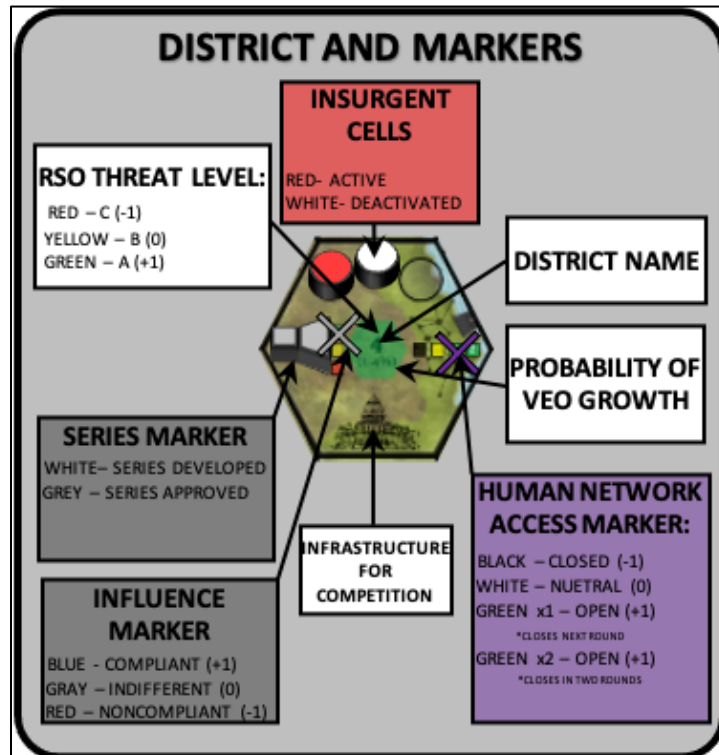 DISTRICT AND MARKERS
INSURGENT
CELLS
RED- ACTIVE
WHITE- DEACTIVATED
RSO THREAT LEVEL:
RED – C (-1)
YELLOW – B (0)
GREEN – A (+1)
DISTRICT NAME
PROBABILITY OF
VEO GROWTH
SERIES MARKER
WHITE– SERIES DEVELOPED
GREY – SERIES APPROVED
INFRASTRUCTURE
FOR
COMPETITION
HUMAN NETWORK
ACCESS MARKER:
BLACK – CLOSED (-1)
WHITE – NUETRAL (0)
GREEN x1 – OPEN (+1)
*CLOSES NEXT ROUND
GREEN x2 – OPEN (+1)
*CLOSES IN TWO ROUNDS
INFLUENCE
MARKER
BLUE - COMPLIANT (+1)
GRAY – INDIFFERENT (0)
RED – NONCOMPLIANT (-1)